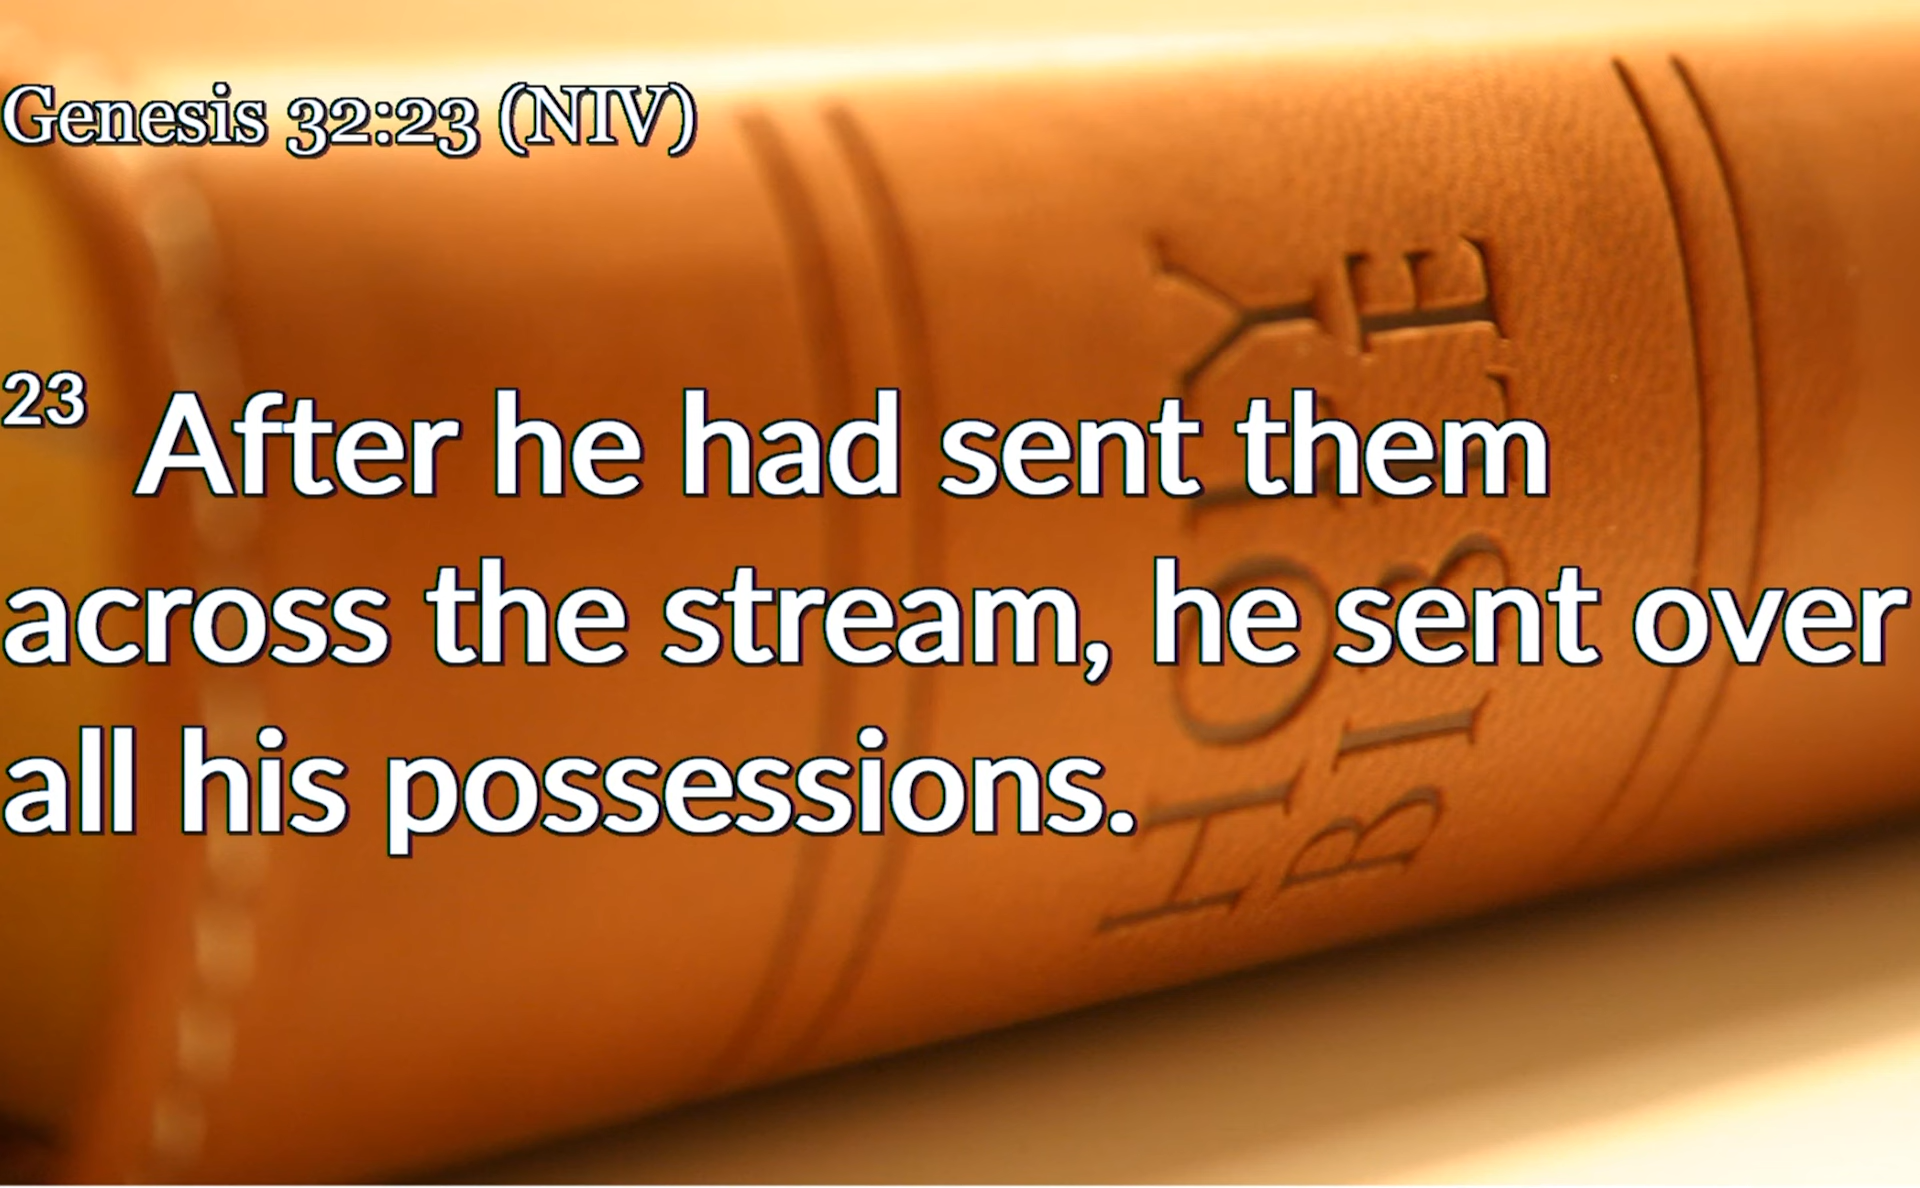 Genesis 32:23 (NIV)
23 After he had sent them
across the stream, he sent over
all his possessions.
HOLY
BIBLE